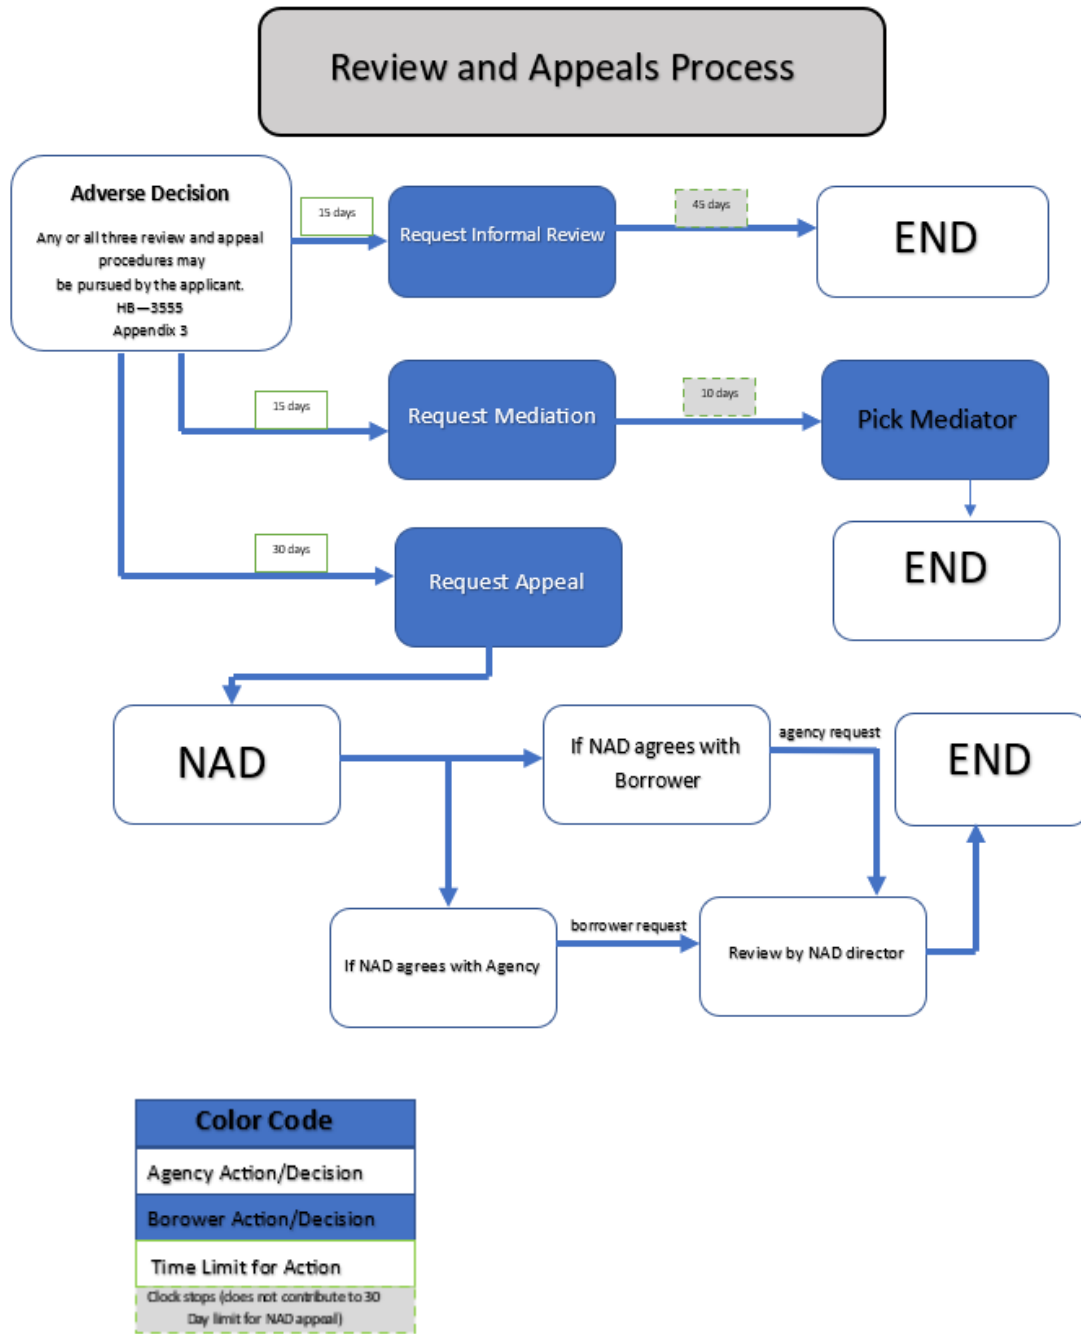 Review and Appeals Process
Adverse Decision
Any or all three review and appeal
procedures may
be pursued by the applicant.
HB—3555
Appendix 3
15 days
Request Informal Review
45 days
END
15 days
Request Mediation
10 days
Pick Mediator
END
30 days
Request Appeal
NAD
If NAD agrees with
Borrower
agency request
END
If NAD agrees with Agency
borrower request
Review by NAD director
Color Code
Agency Action/Decision
Borower Action/Decision
Time Limit for Action
Clock stops (does not contribute to 30
Day limit for NAD appeal)